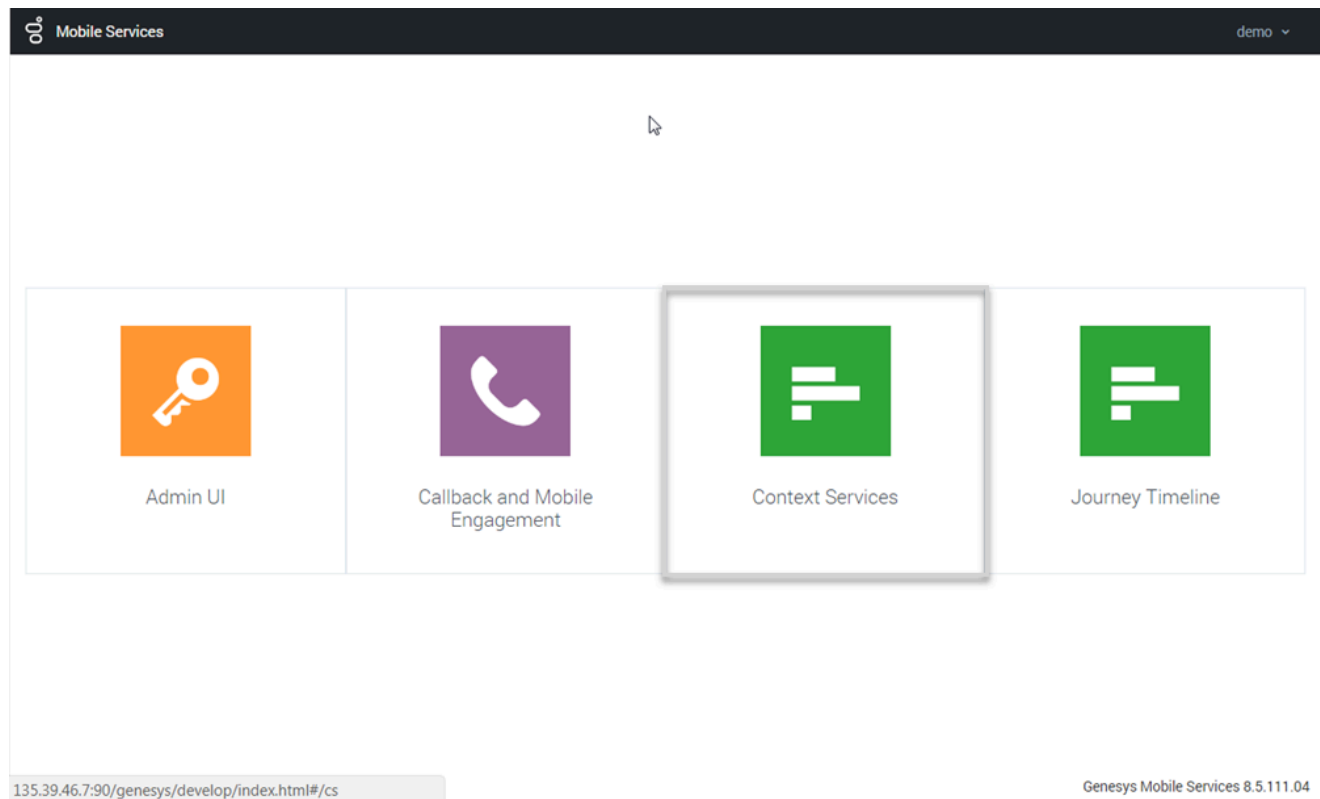 Mobile Services
demo
Admin UI
Callback and Mobile
Engagement
Context Services
Journey Timeline
135.39.46.7:90/genesys/develop/index.html#/cs
Genesys Mobile Services 8.5.111.04